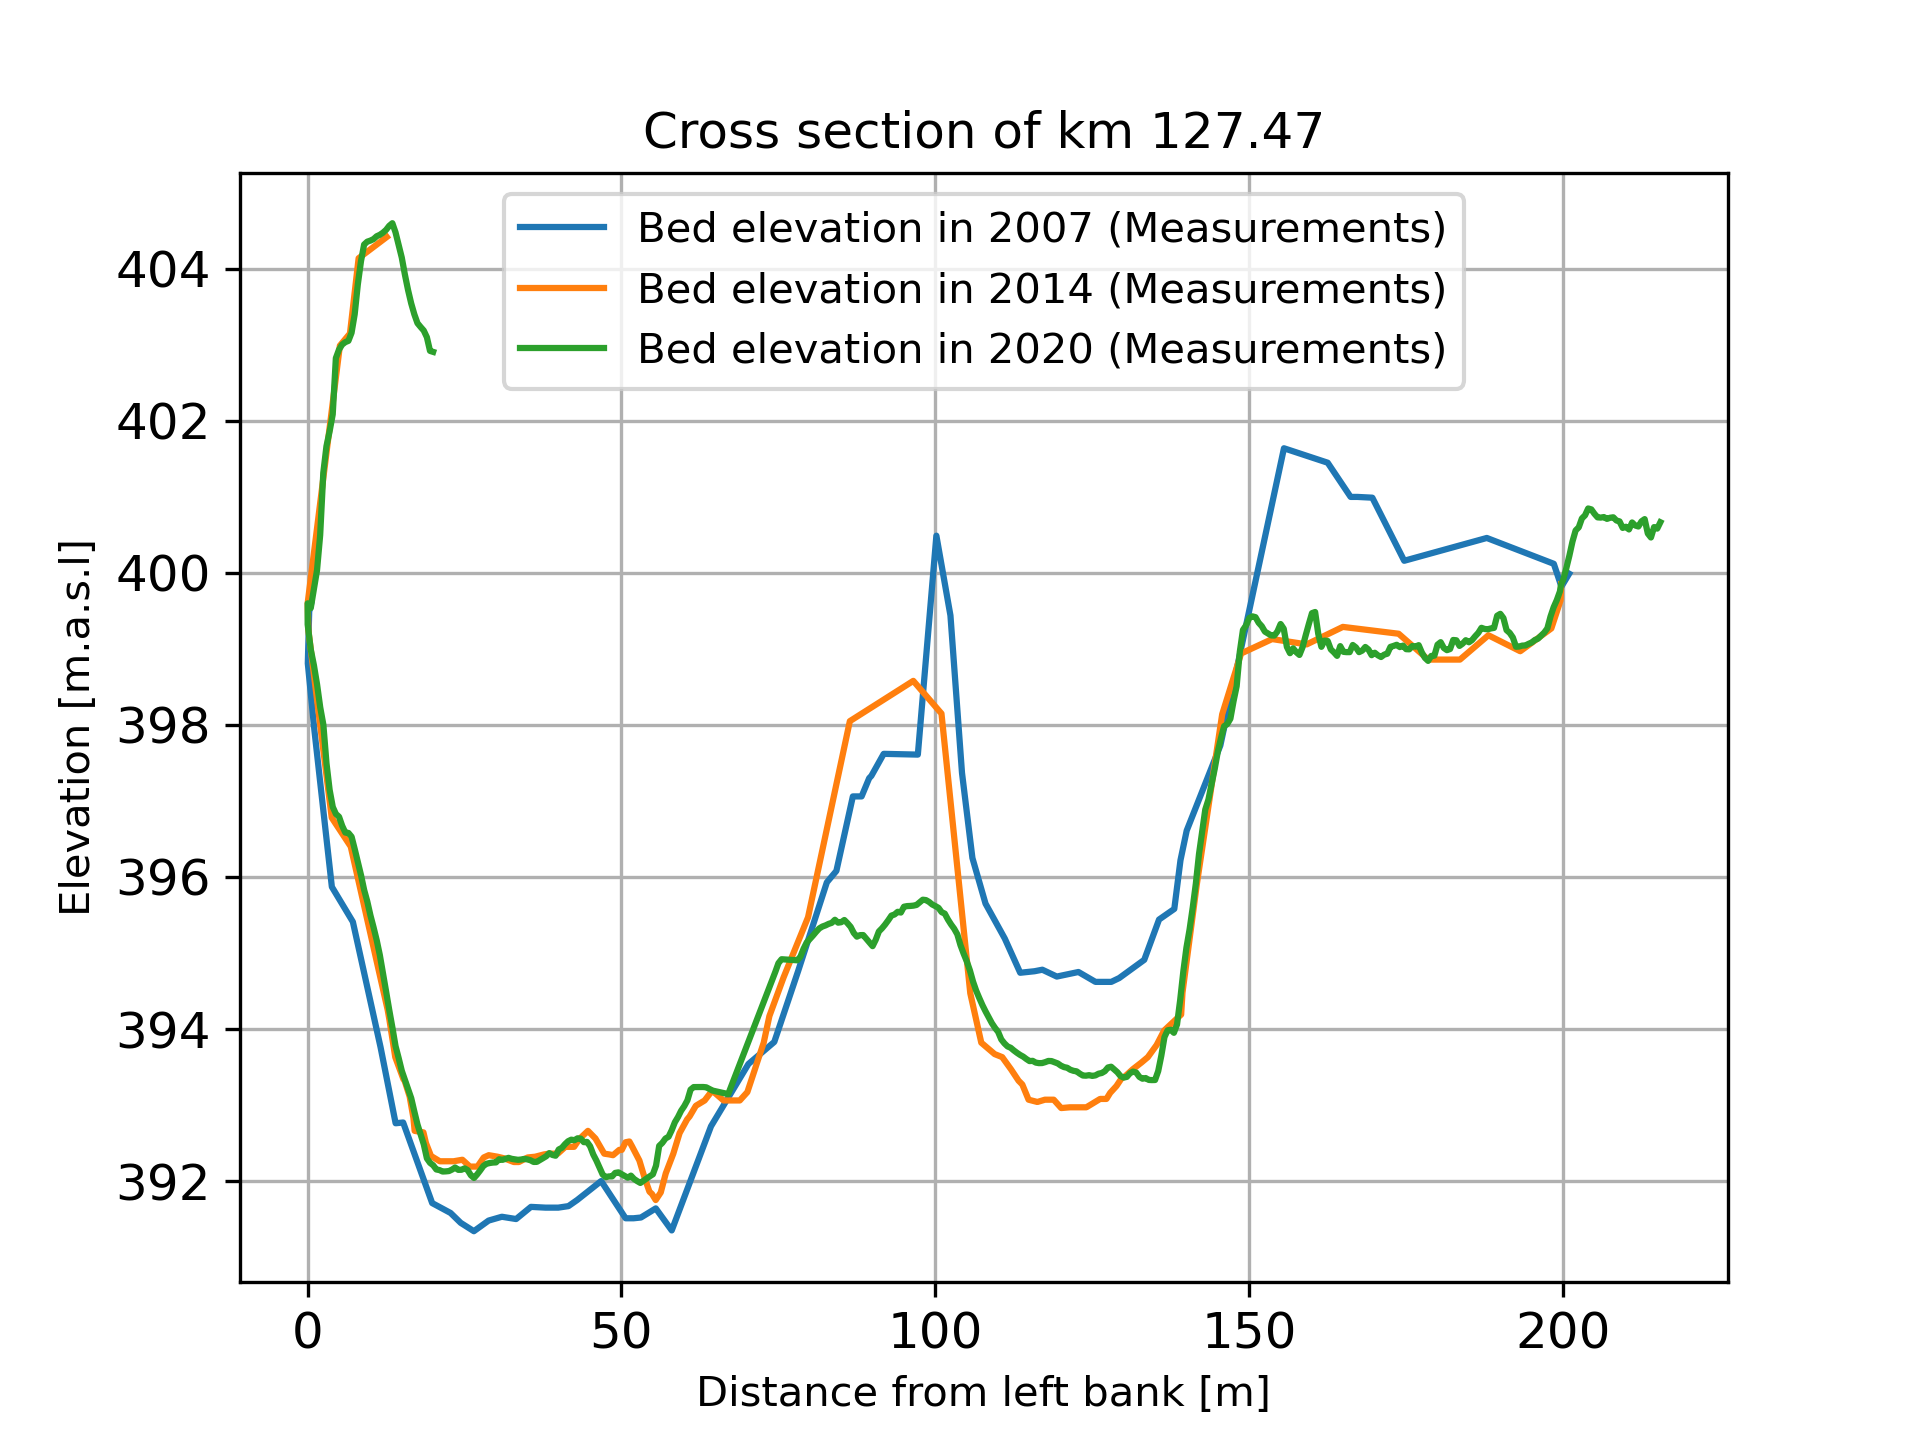 Cross section of km 127.47
Bed elevation in 2007 (Measurements)
Bed elevation in 2014 (Measurements)
Bed elevation in 2020 (Measurements)
Elevation [m.a.s.l]
404
402
400
398
396
394
392
0 50 100 150 200
Distance from left bank [m]